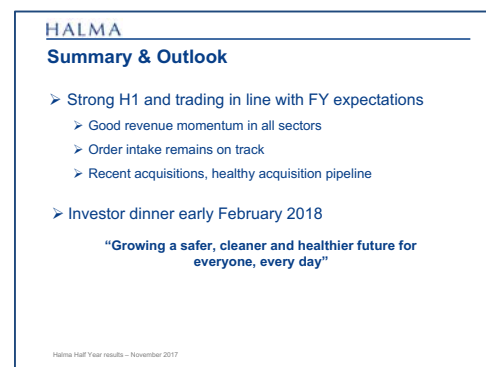 HALMA
Summary & Outlook
➢ Strong H1 and trading in line with FY expectations
➢ Good revenue momentum in all sectors
➢ Order intake remains on track
➢ Recent acquisitions, healthy acquisition pipeline
➢ Investor dinner early February 2018
“Growing a safer, cleaner and healthier future for
everyone, every day”
Halma Half Year results – November 2017